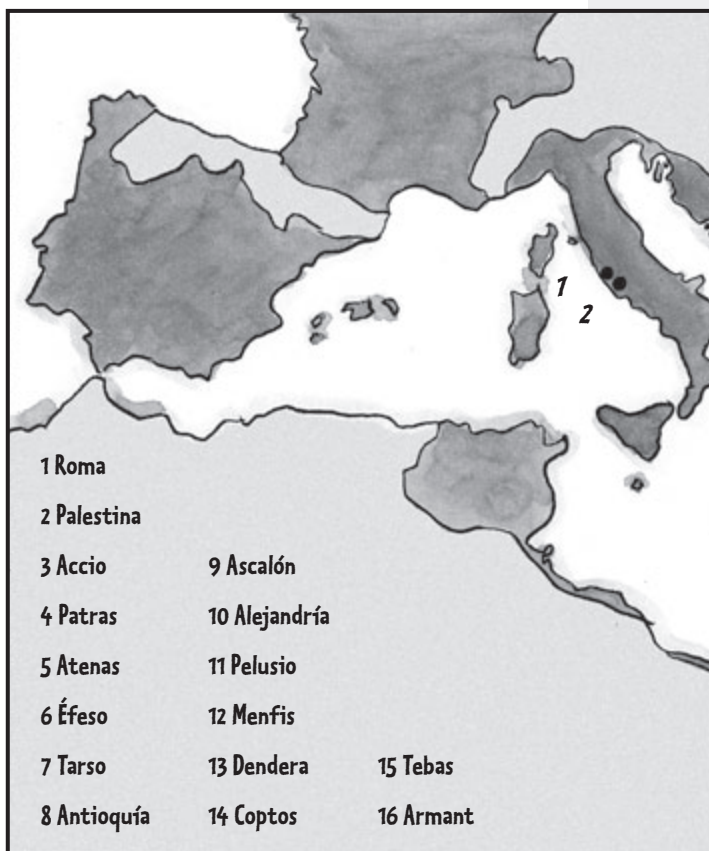 1
2
1 Roma
2 Palestina
3 Accio
4 Patras
5 Atenas
6 Éfeso
7 Tarso
8 Antioquía
9 Ascalón
10 Alejandría
11 Pelusio
12 Menfis
13 Dendera
14 Coptos
15 Tebas
16 Armant